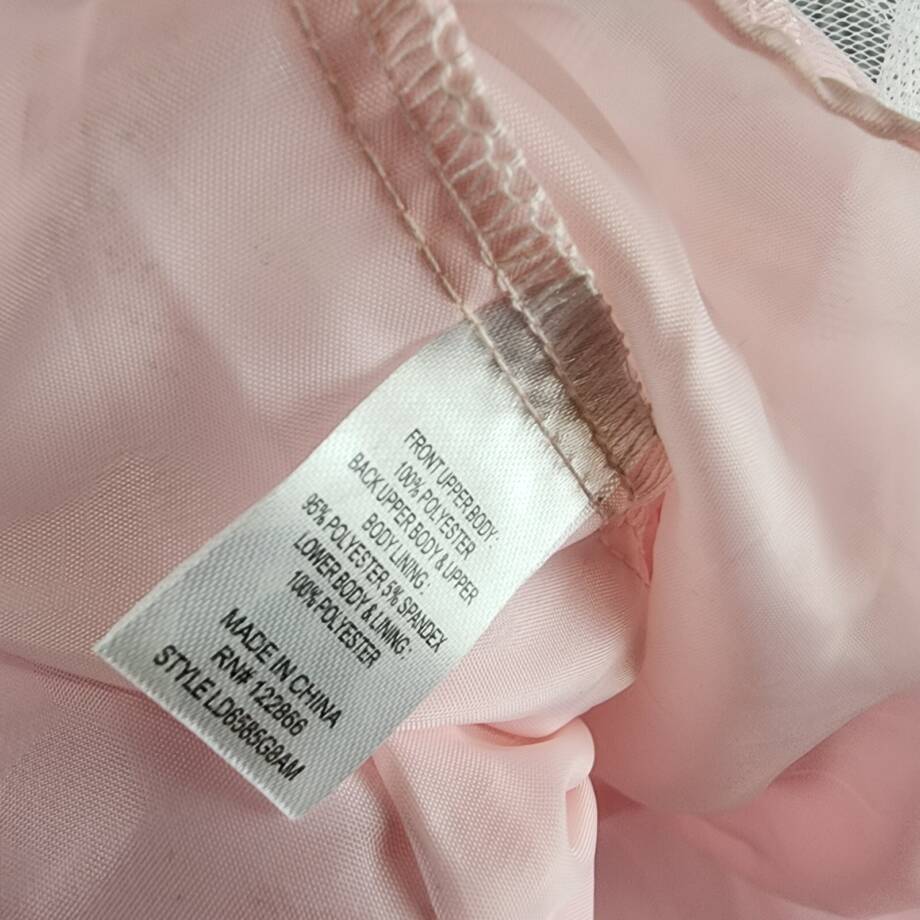 FRONT UPPER BODY :
100% POLYESTER
BACK UPPER BODY & UPPER
BODY LINING :
95% POLYESTER 5% SPANDEX
LOWER BODY & LINING :
100% POLYESTER
MADE IN CHINA
RN# 122866
STYLE LD6585G8AM